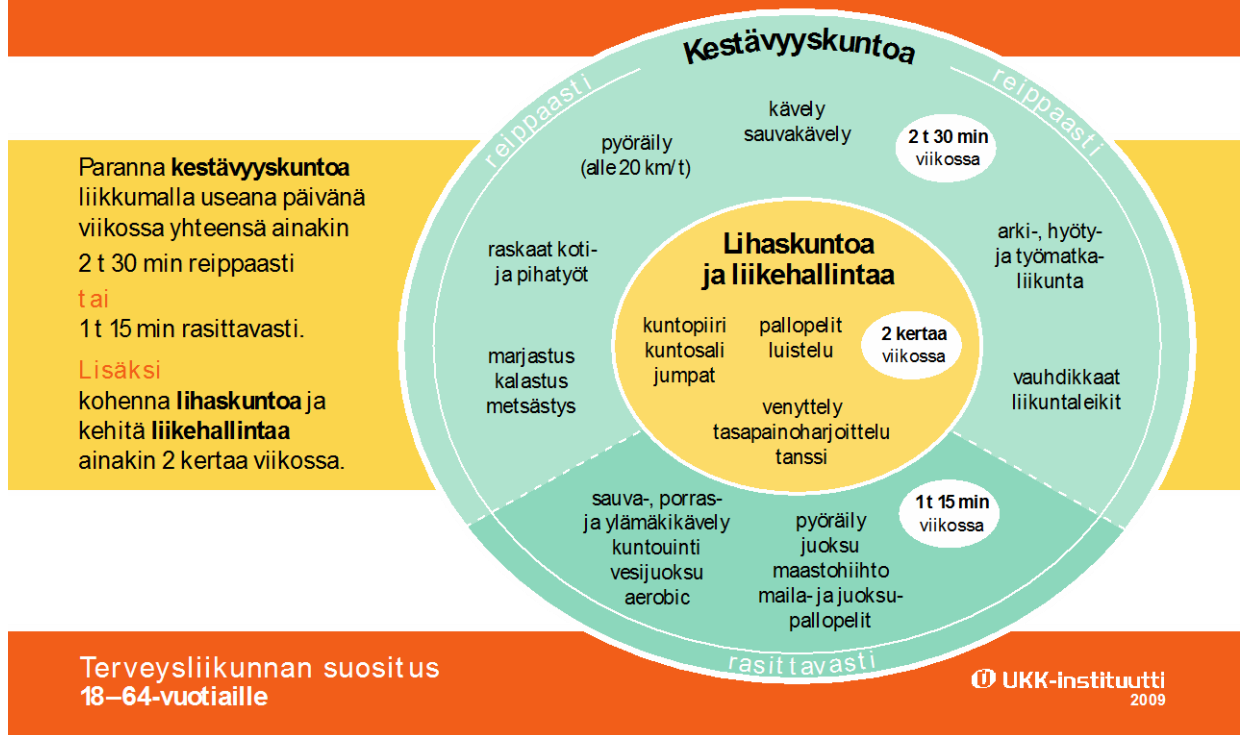 Paranna kestävyyskuntoa
liikkumalla useana päivänä
viikossa yhteensä ainakin
2 t 30 min reippaasti
tai
1 t 15 min rasittavasti.
Lisäksi
kohenna lihaskuntoa ja
kehitä liikehallintaa
ainakin 2 kertaa viikossa.
Kestävyyskuntoa
reippaasti
reippaasti
kävely
sauvakävely
2 t 30 min
viikossa
pyöräily
(alle 20 km/t)
raskaat koti-
ja pihatyöt
arki-, hyöty-
ja työmatka-
liikunta
marjastus
kalastus
metsästys
vauhdikkaat
liikuntaleikit
Lihaskuntoa
ja liikehallintaa
kuntopiiri
kuntosali
jumpat
pallopelit
luistelu
2 kertaa
viikossa
venyttely
tasapainoharjoittelu
tanssi
sauva-, porras-
ja ylämäkikävely
kuntouinti
vesijuoksu
aerobic
pyöräily
juoksu
maastohiihto
maila- ja juoksu-
pallopelit
1 t 15 min
viikossa
rasittavasti
Terveysliikunnan suositus
18–64-vuotiaille
UKK-instituutti
2009